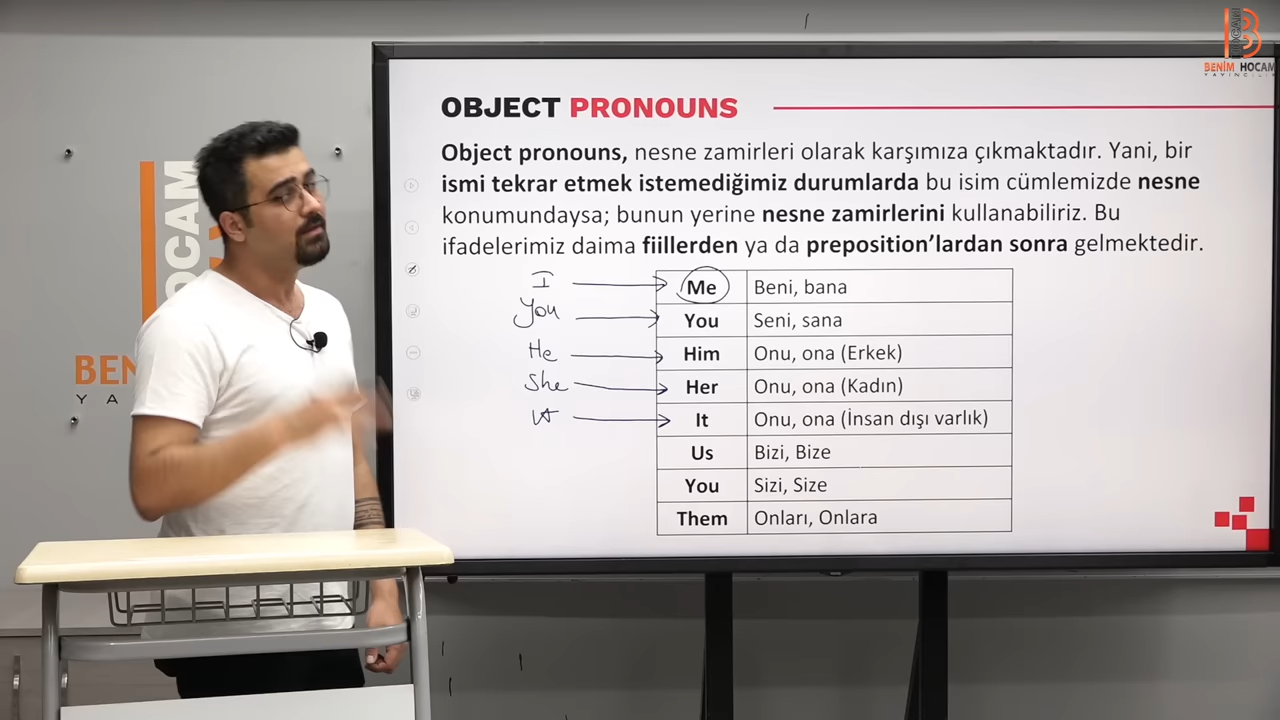 BENİM HOCAM
YAYINCILIK
HOCAM
OBJECT PRONOUNS
Object pronouns, nesne zamirleri olarak karşımıza çıkmaktadır. Yani, bir
ismi tekrar etmek istemediğimiz durumlarda bu isim cümlemizde nesne
konumundaysa; bunun yerine nesne zamirlerini kullanabiliriz. Bu
ifadelerimiz daima fiillerden ya da preposition’lardan sonra gelmektedir.
I Me Beni, bana
You You Seni, sana
He Him Onu, ona (Erkek)
She Her Onu, ona (Kadın)
It It Onu, ona (İnsan dışı varlık)
Us Bizi, Bize
You Sizi, Size
Them Onları, Onlara
OCAM
BEN
Y A